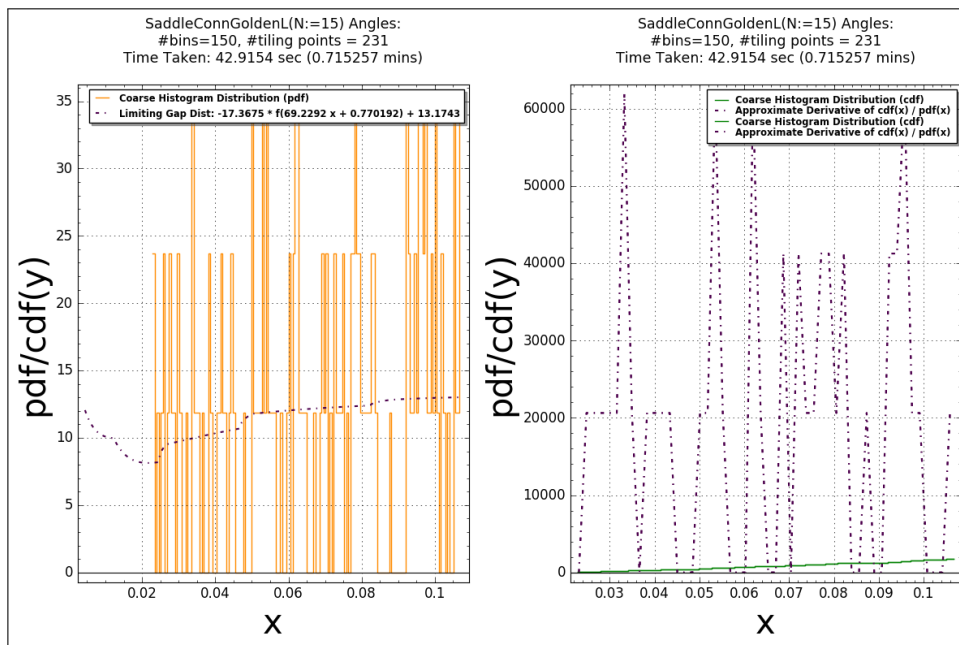 SaddleConnGoldenL(N:=15) Angles:
#bins=150, #tiling points = 231
Time Taken: 42.9154 sec (0.715257 mins)
Coarse Histogram Distribution (pdf)
Limiting Gap Dist: -17.3675 * f(69.2292 x + 0.770192) + 13.1743
35
30
25
20
15
10
5
0
0.02
0.04
0.06
0.08
0.1
pdf/cdf(y)
x
SaddleConnGoldenL(N:=15) Angles:
#bins=150, #tiling points = 231
Time Taken: 42.9154 sec (0.715257 mins)
Coarse Histogram Distribution (cdf)
Approximate Derivative of cdf(x) / pdf(x)
Coarse Histogram Distribution (cdf)
Approximate Derivative of cdf(x) / pdf(x)
60000
50000
40000
30000
20000
10000
0
0.03
0.04
0.05
0.06
0.07
0.08
0.09
0.1
pdf/cdf(y)
x